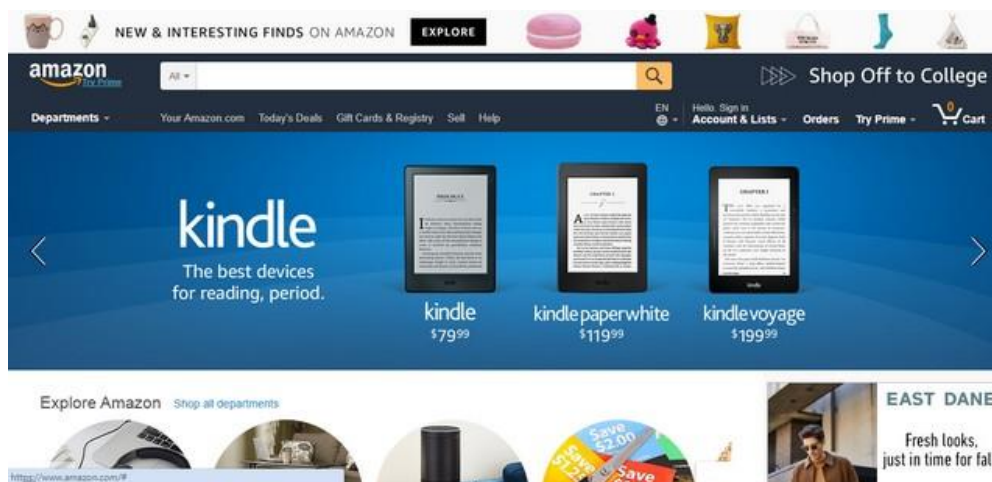 NEW & INTERESTING FINDS ON AMAZON EXPLORE
amazon
Try Prime
All
Shop Off to College
Departments
Your Amazon.com Today's Deals Gift Cards & Registry Sell Help
EN
Hello. Sign in
Account & Lists
Orders
Try Prime
0
Cart
kindle
The best devices
for reading, period.
kindle
$79.99
kindle paperwhite
$119.99
kindle voyage
$199.99
Explore Amazon Shop all departments
Save
$2.00
Save
EAST DANE
Fresh looks,
just in time for fal
https://www.amazon.com/#